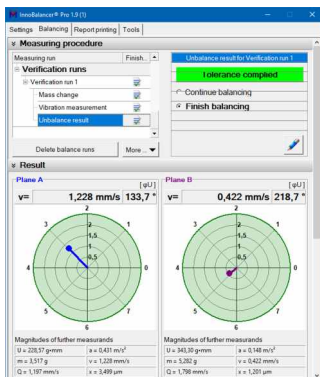 InnoBalancer® Pro 1.9 (1)
Settings Balancing Report printing Tools
Measuring procedure
Measuring run Finish..
Verification runs
Verification run 1
Mass change
Vibration measurement
Unbalance result
Delete balance runs More ..
Unbalance result for Verification run 1
Tolerance complied
Continue balancing
Finish balancing
Result
Plane A
[φU]
v= 1,228 mm/s 133,7 °
2
3 2 1
1,5
1
0,5
4 0
5 7
6
Magnitudes of further measurands
U = 228,57 g•mm a = 0,431 m/s²
m = 3,517 g v = 1,228 mm/s
Q = 1,197 mm/s s = 3,499 µm
Plane B
[φU]
v= 0,422 mm/s 218,7 °
2
3 2 1
1,5
1
0,5
4 0
5 7
6
Magnitudes of further measurands
U = 343,30 g•mm a = 0,148 m/s²
m = 5,282 g v = 0,422 mm/s
Q = 1,798 mm/s s = 1,201 µm